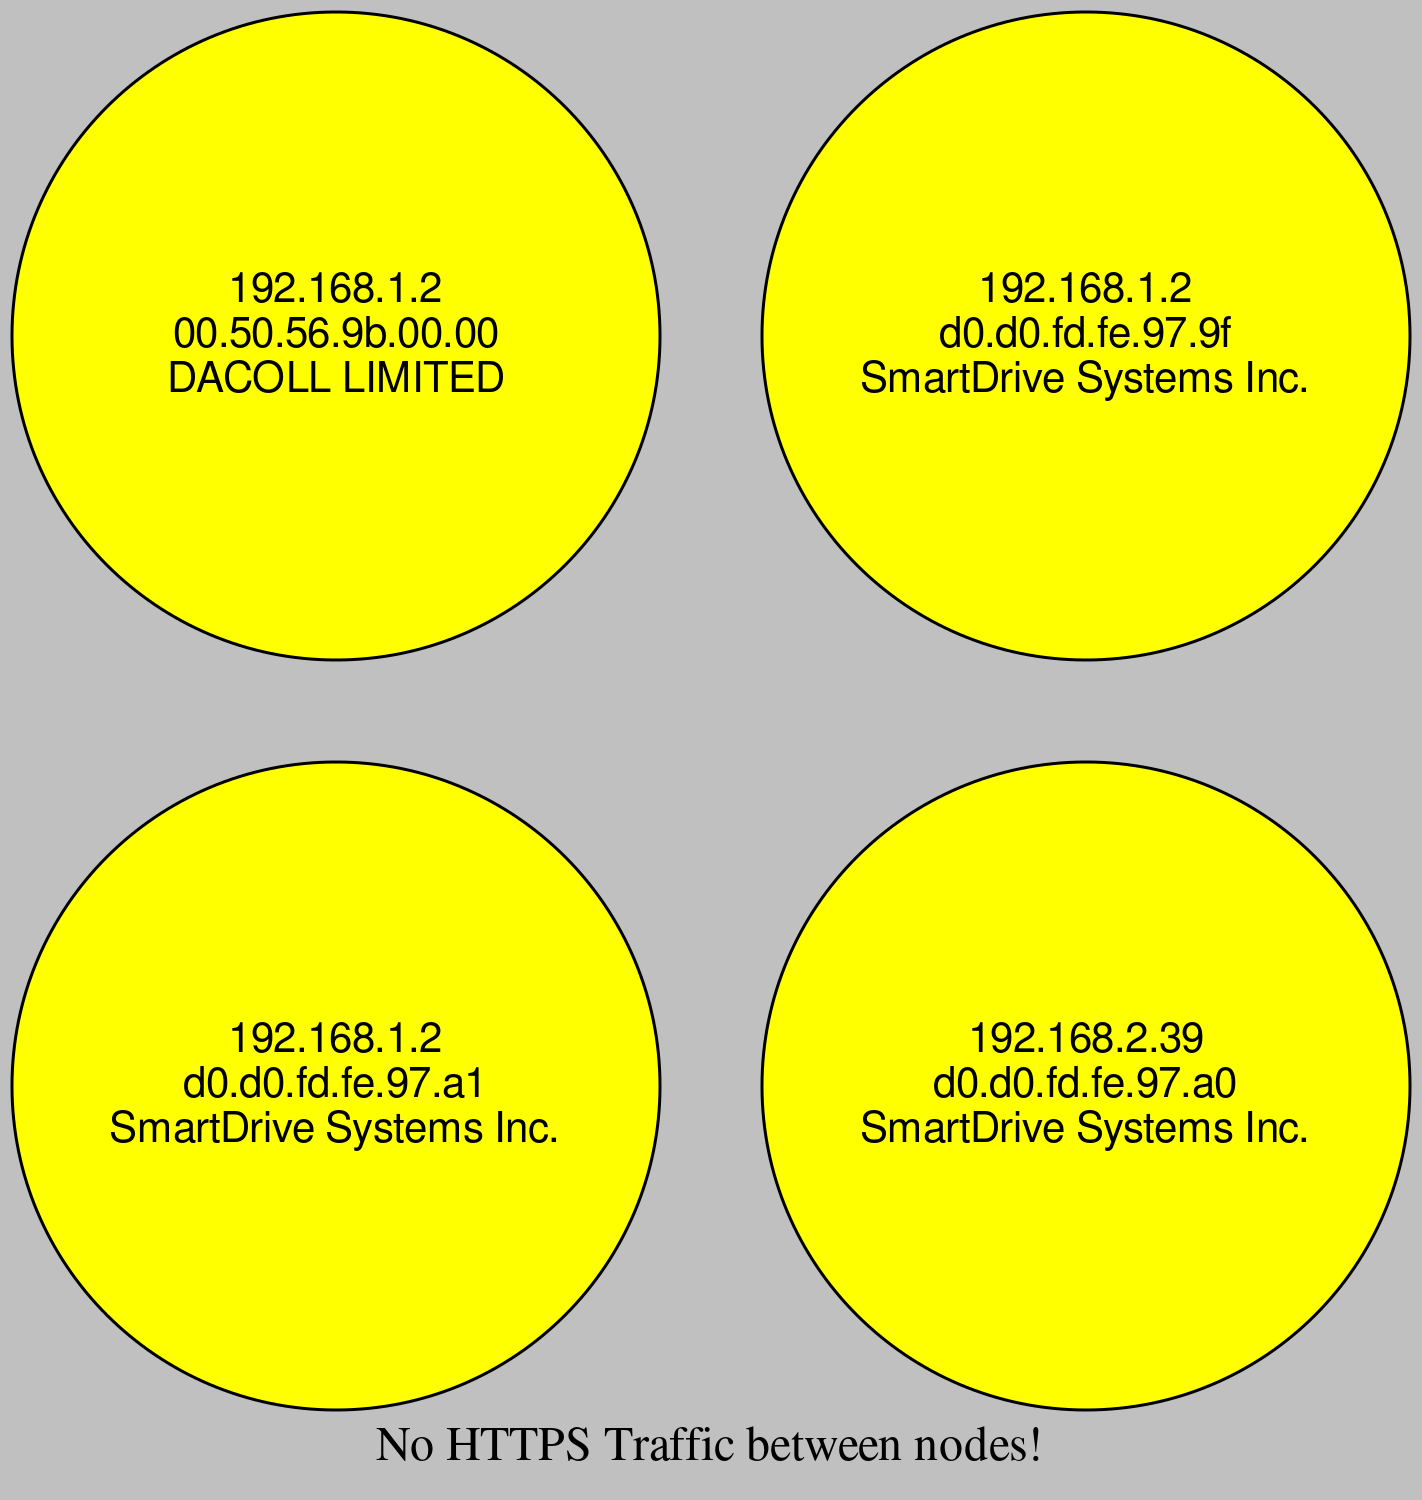 192.168.1.2
00.50.56.9b.00.00
DACOLL LIMITED
192.168.1.2
d0.d0.fd.fe.97.9f
SmartDrive Systems Inc.
192.168.1.2
d0.d0.fd.fe.97.a1
SmartDrive Systems Inc.
192.168.2.39
d0.d0.fd.fe.97.a0
SmartDrive Systems Inc.
No HTTPS Traffic between nodes!